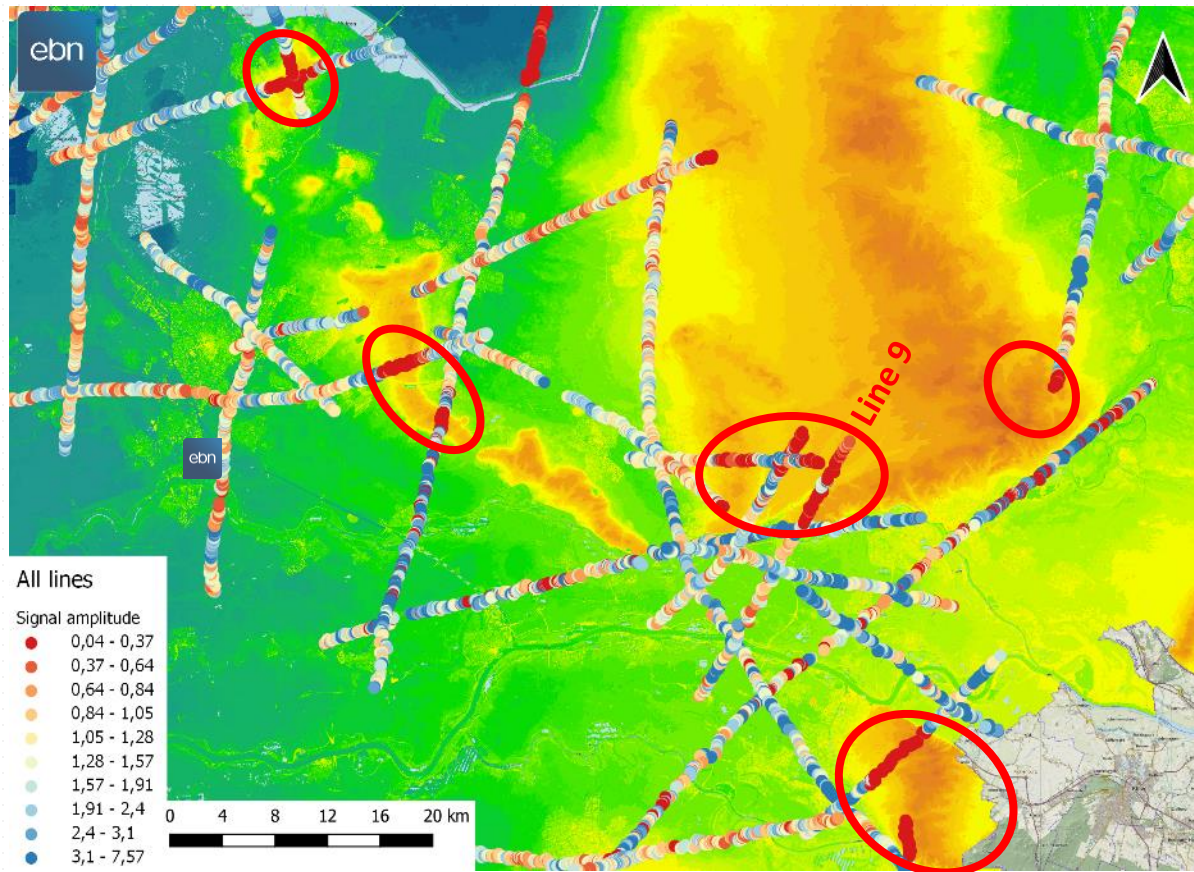 ebn
Line 9
ebn
All lines
Signal amplitude
0,04 - 0,37
0,37 - 0,64
0,64 - 0,84
0,84 - 1,05
1,05 - 1,28
1,28 - 1,57
1,57 - 1,91
1,91 - 2,4
2,4 - 3,1
3,1 - 7,57
0 4 8 12 16 20 km